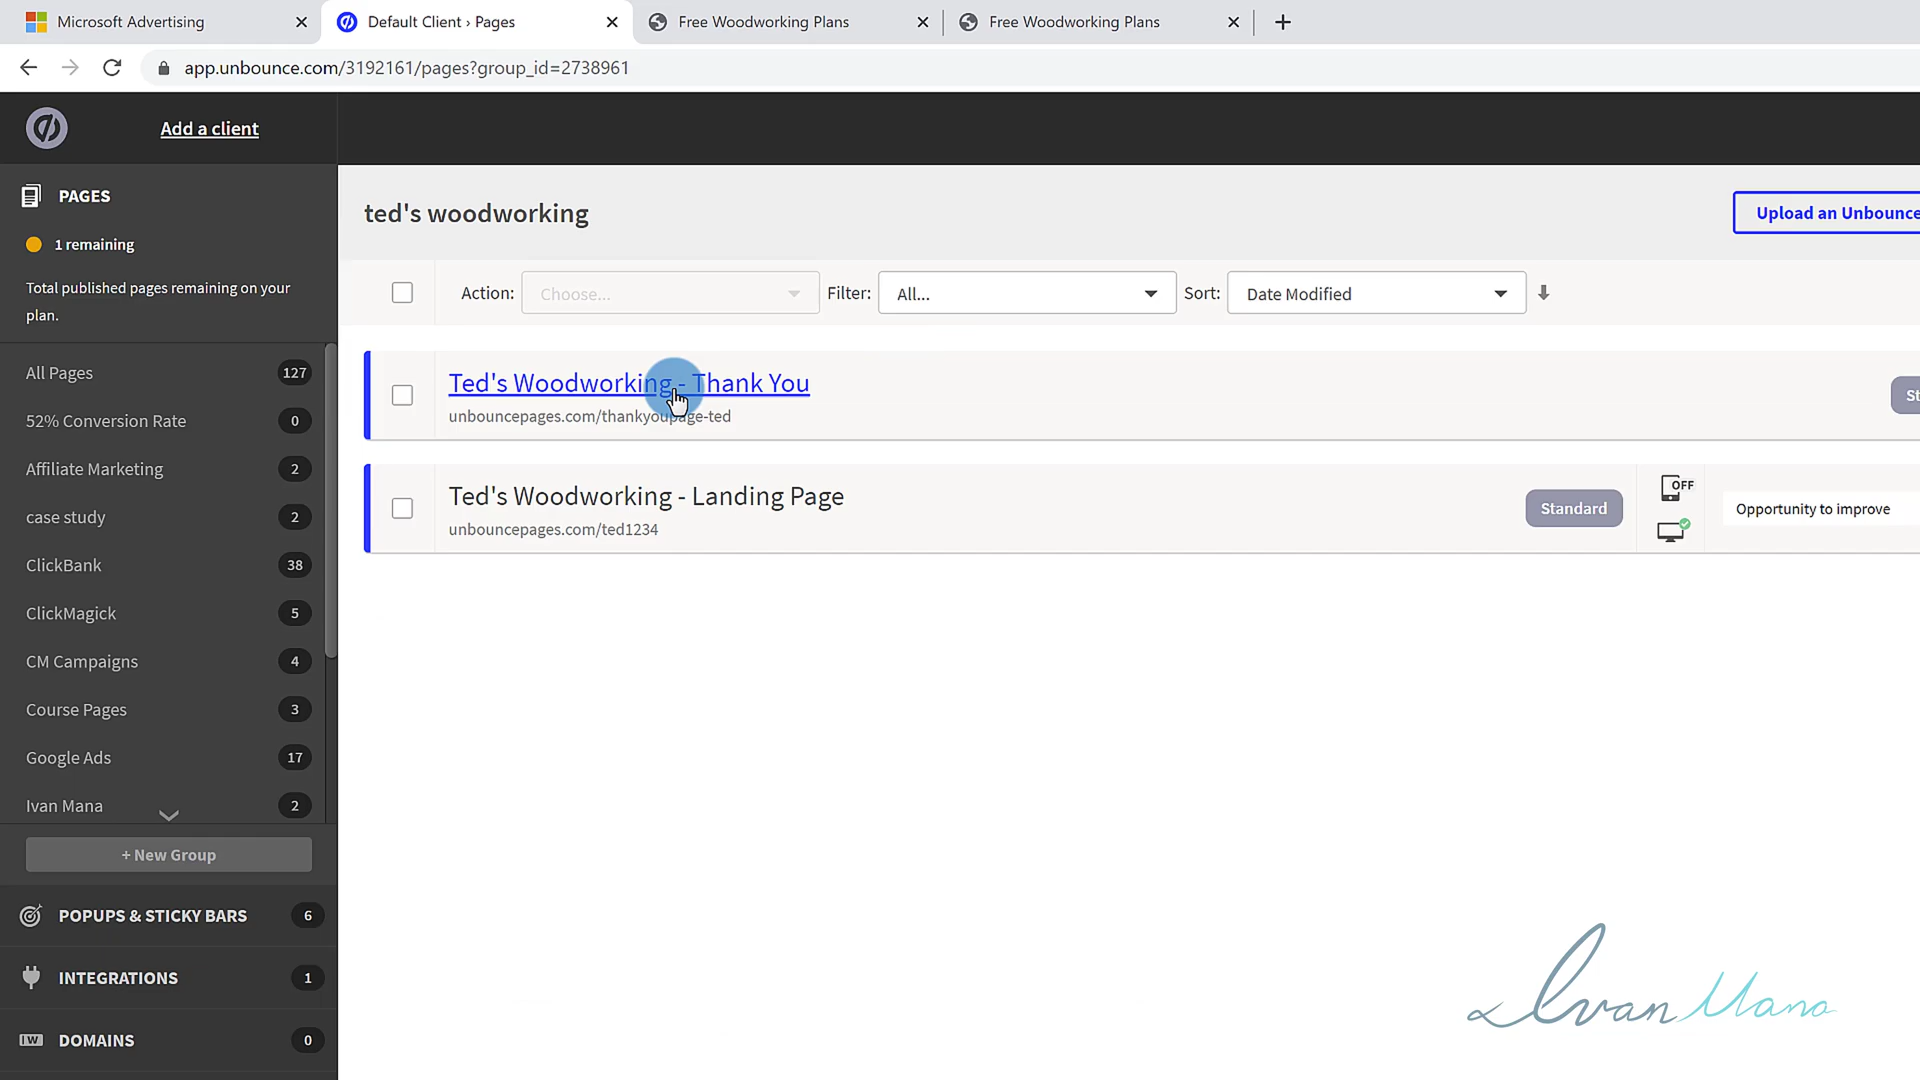 Microsoft Advertising
Default Client › Pages
Free Woodworking Plans
Free Woodworking Plans
app.unbounce.com/3192161/pages?group_id=2738961
Add a client
PAGES
1 remaining
Total published pages remaining on your
plan.
All Pages 127
52% Conversion Rate 0
Affiliate Marketing 2
case study 2
ClickBank 38
ClickMagick 5
CM Campaigns 4
Course Pages 3
Google Ads 17
Ivan Mana 2
+ New Group
POPUPS & STICKY BARS 6
INTEGRATIONS 1
DOMAINS 0
ted's woodworking
Upload an Unbounce
Action: Choose... Filter: All... Sort: Date Modified
Ted's Woodworking - Thank You
unbouncepages.com/thankyoupage-ted
St
Ted's Woodworking - Landing Page
unbouncepages.com/ted1234
Standard
OFF
Opportunity to improve
Ivan Mana